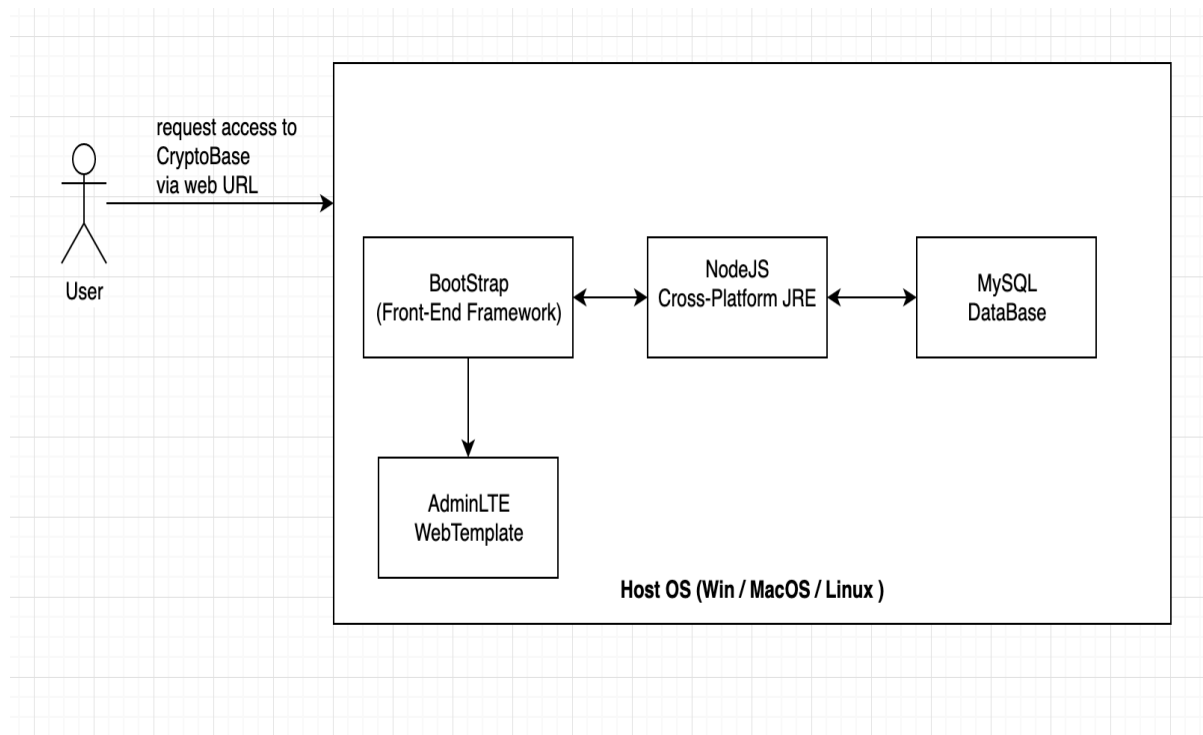 request access to
CryptoBase
via web URL
User
BootStrap
(Front-End Framework)
NodeJS
Cross-Platform JRE
MySQL
DataBase
AdminLTE
WebTemplate
Host OS (Win / MacOS / Linux )